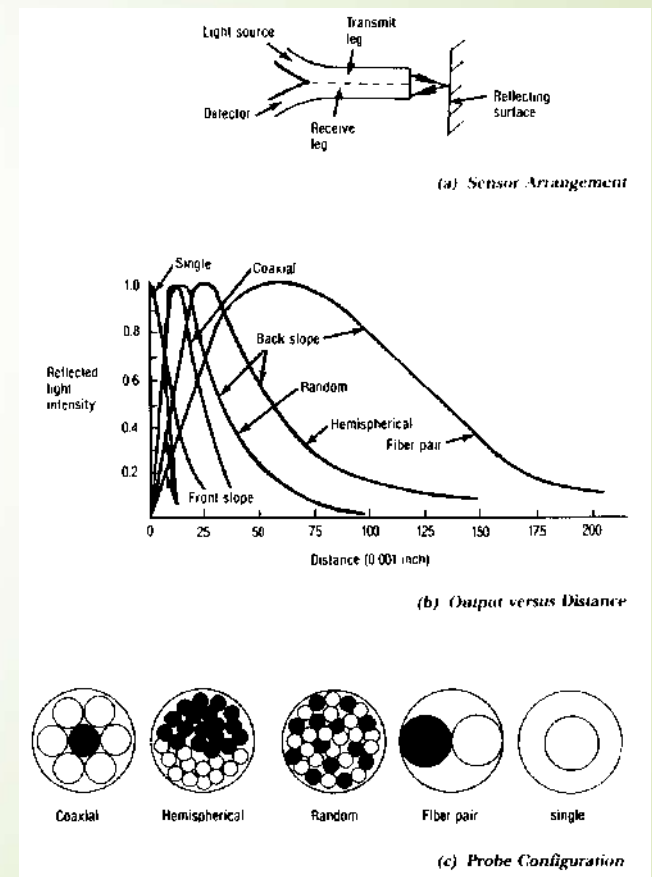 Light source
Transmit
leg
Detector
Receive
leg
Reflecting
surface
(a) Sensor Arrangement
Single
Coaxial
1.0
0.8
0.6
0.4
0.2
Reflected
light
intensity
Back slope
Random
Hemispherical
Fiber pair
Front slope
0 25 50 75 100 125 150 175 200
Distance (0 001 inch)
(b) Output versus Distance
Coaxial Hemispherical Random Fiber pair single
(c) Probe Configuration